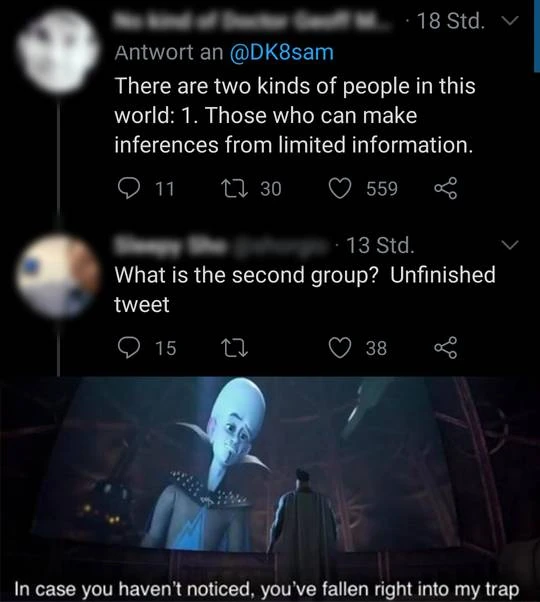 · 18 Std.
Antwort an @DK8sam
There are two kinds of people in this
world: 1. Those who can make
inferences from limited information.
11 30 559
· 13 Std.
What is the second group? Unfinished
tweet
15 38
In case you haven't noticed, you've fallen right into my trap